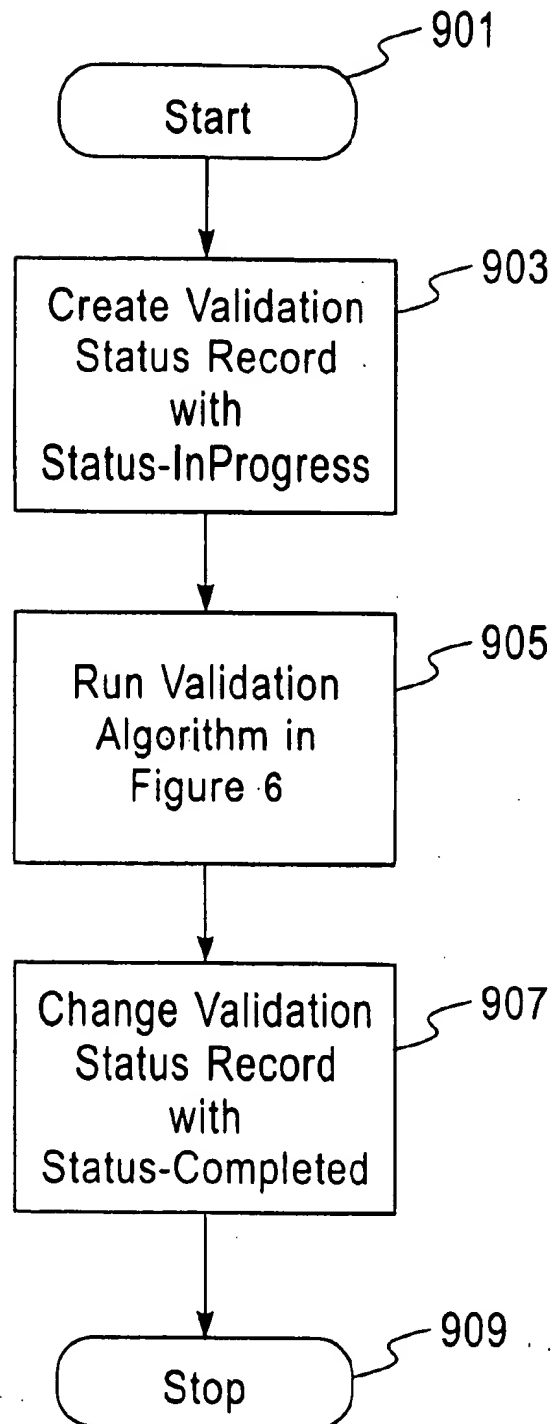 901
Start
903
Create Validation
Status Record
with
Status-InProgress
905
Run Validation
Algorithm in
Figure 6
907
Change Validation
Status Record
with
Status-Completed
909
Stop